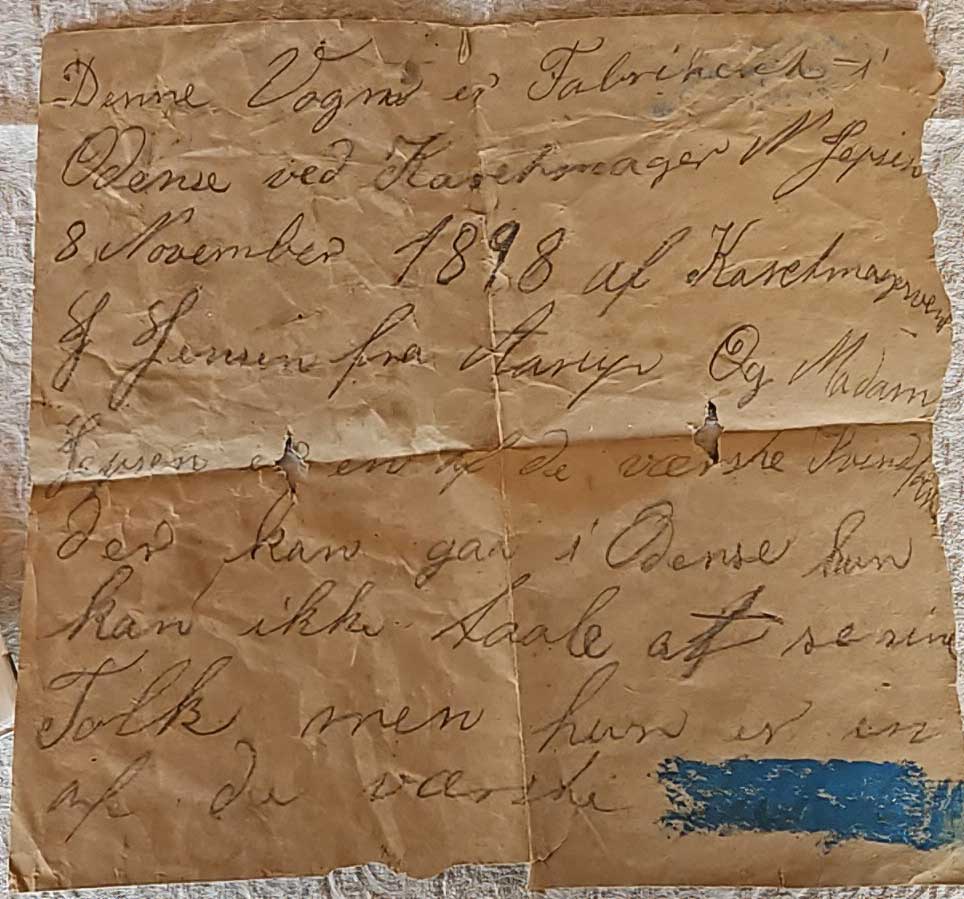 Denne Vogn er Fabrikeret i
Odense ved Karetmager N Jepsen
8 November 1898 af Karetmagersvend
J Jensen fra Aarup Og Madam
Jepsen er en af de værste Kvindfolk
der kan gaa i Odense hun
kan ikke taale at se sine
Folk men hun er en
af de værste